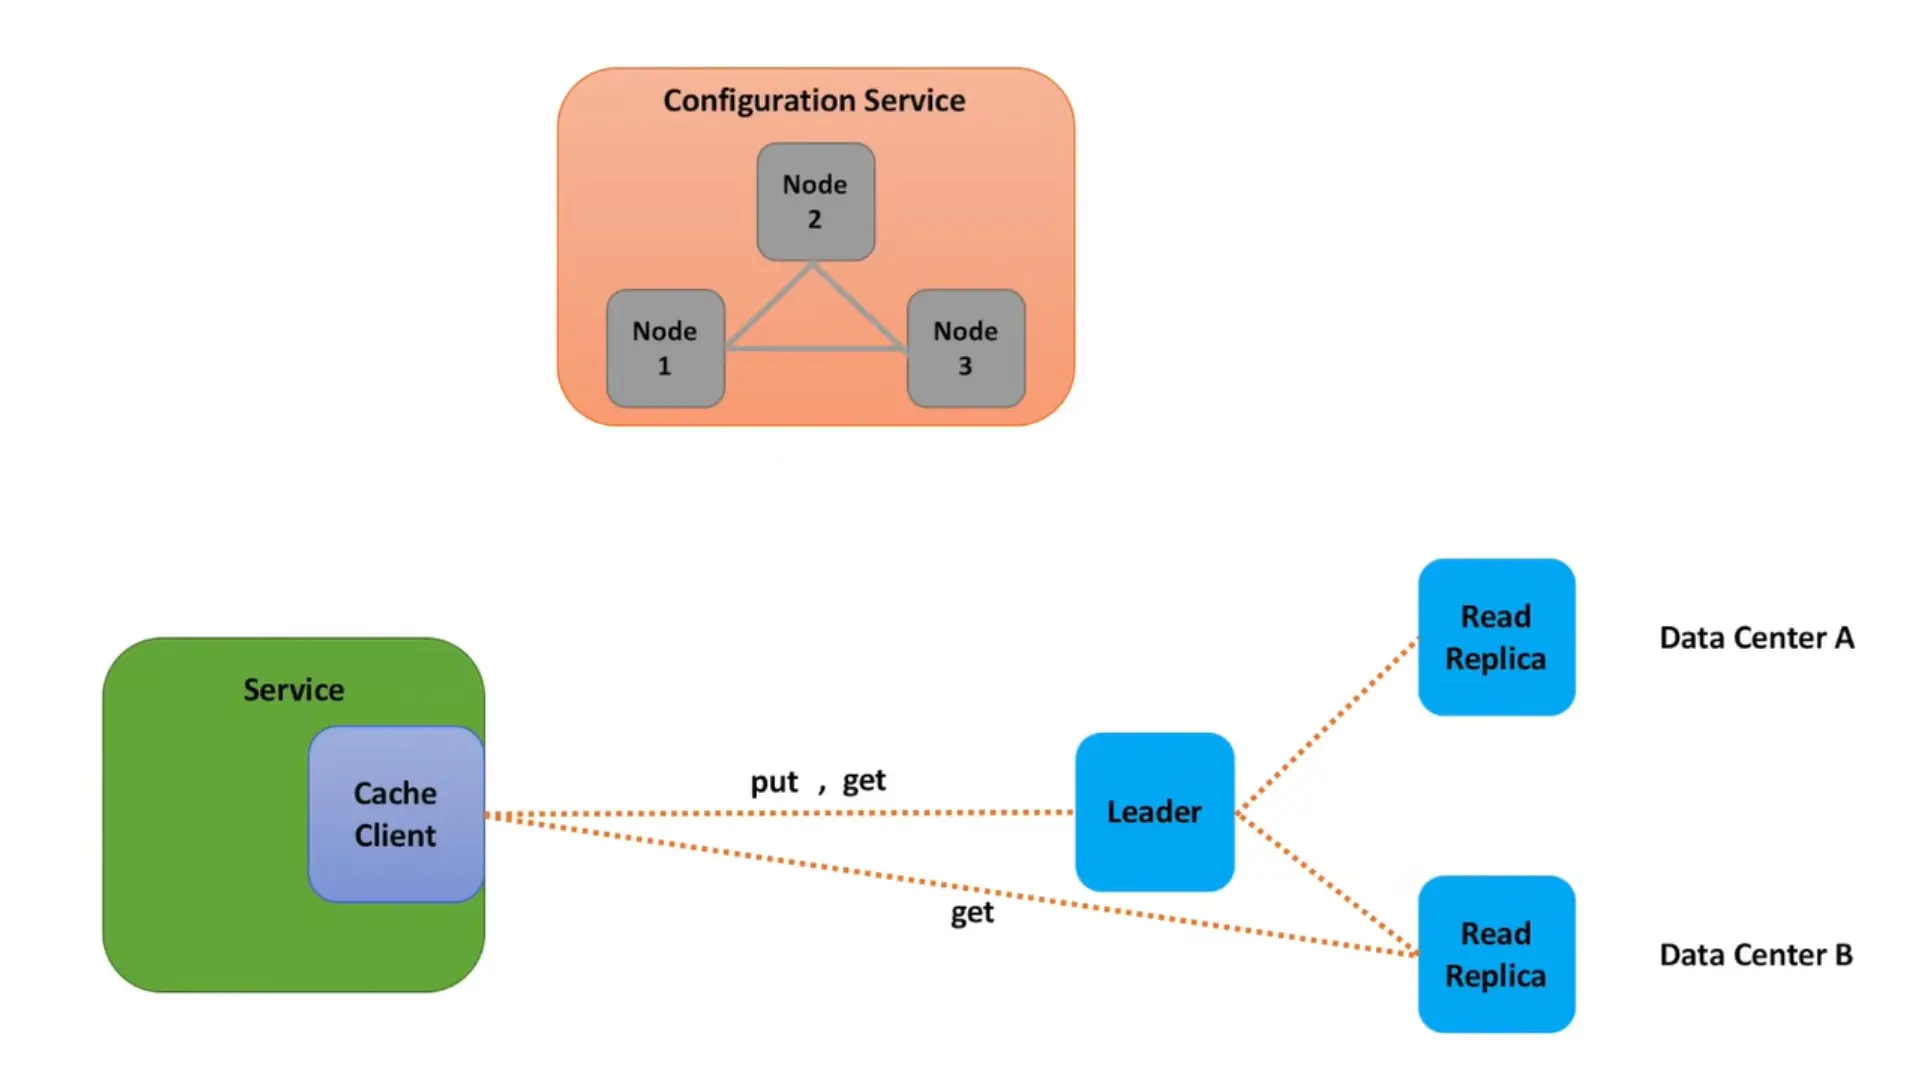 Configuration Service
Node
2
Node
1
Node
3
Service
Cache
Client
put , get
get
Leader
Read
Replica
Data Center A
Read
Replica
Data Center B